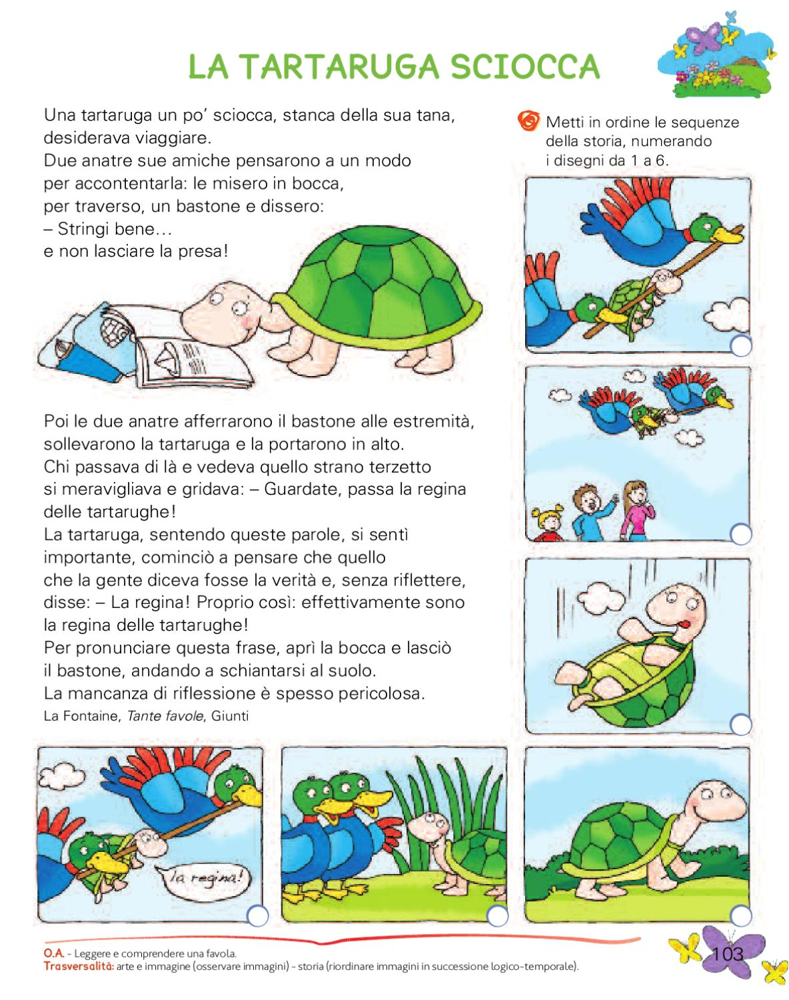 LA TARTARUGA SCIOCCA
Una tartaruga un po’ sciocca, stanca della sua tana,
desiderava viaggiare.
Due anatre sue amiche pensarono a un modo
per accontentarla: le misero in bocca,
per traverso, un bastone e dissero:
– Stringi bene…
e non lasciare la presa!
Poi le due anatre afferrarono il bastone alle estremità,
sollevarono la tartaruga e la portarono in alto.
Chi passava di là e vedeva quello strano terzetto
si meravigliava e gridava: – Guardate, passa la regina
delle tartarughe!
La tartaruga, sentendo queste parole, si sentì
importante, cominciò a pensare che quello
che la gente diceva fosse la verità e, senza riflettere,
disse: – La regina! Proprio così: effettivamente sono
la regina delle tartarughe!
Per pronunciare questa frase, aprì la bocca e lasciò
il bastone, andando a schiantarsi al suolo.
La mancanza di riflessione è spesso pericolosa.
La Fontaine, Tante favole, Giunti
Metti in ordine le sequenze
della storia, numerando
i disegni da 1 a 6.
la regina!
O.A. - Leggere e comprendere una favola.
Trasversalità: arte e immagine (osservare immagini) - storia (riordinare immagini in successione logico-temporale).
103